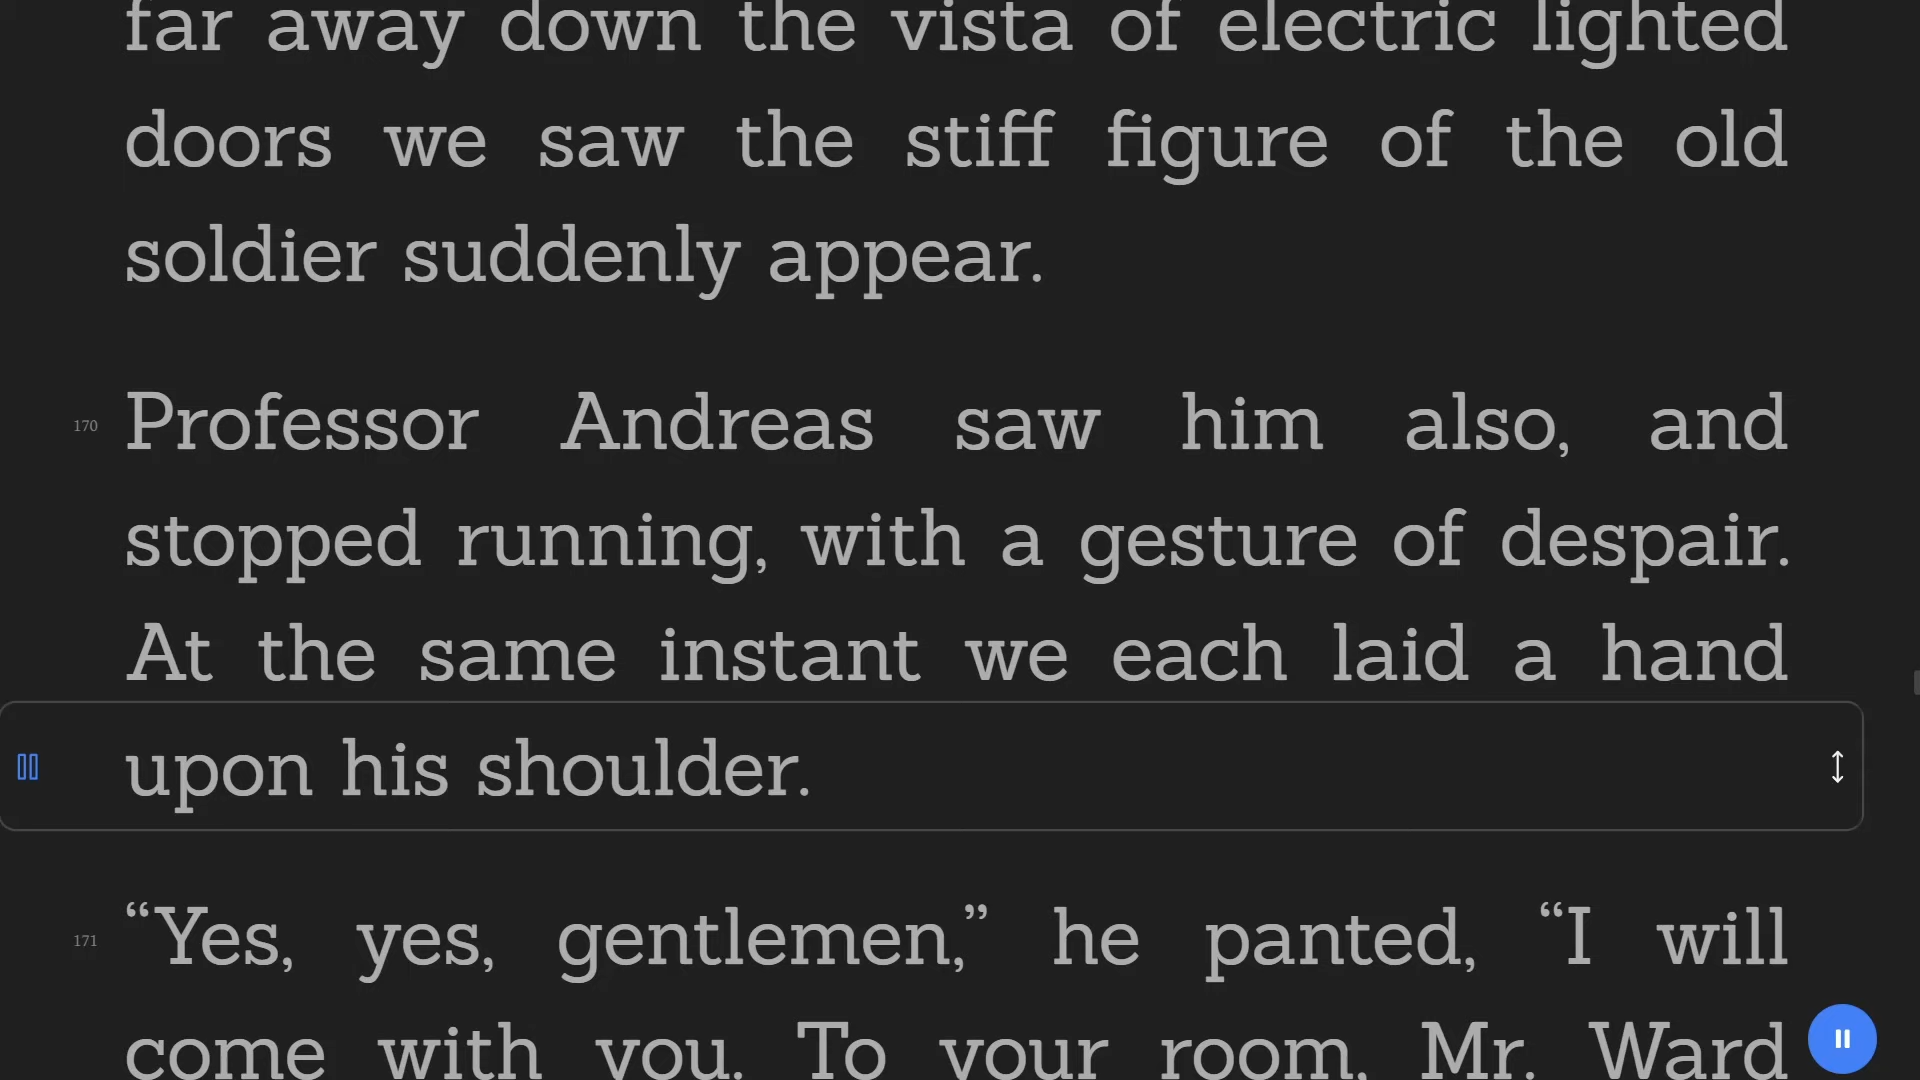 far away down the vista of electric lighted
doors we saw the stiff figure of the old
soldier suddenly appear.
170
Professor Andreas saw him also, and
stopped running, with a gesture of despair.
At the same instant we each laid a hand
upon his shoulder.
171
“Yes, yes, gentlemen,” he panted, “I will
come with you. To your room, Mr. Ward